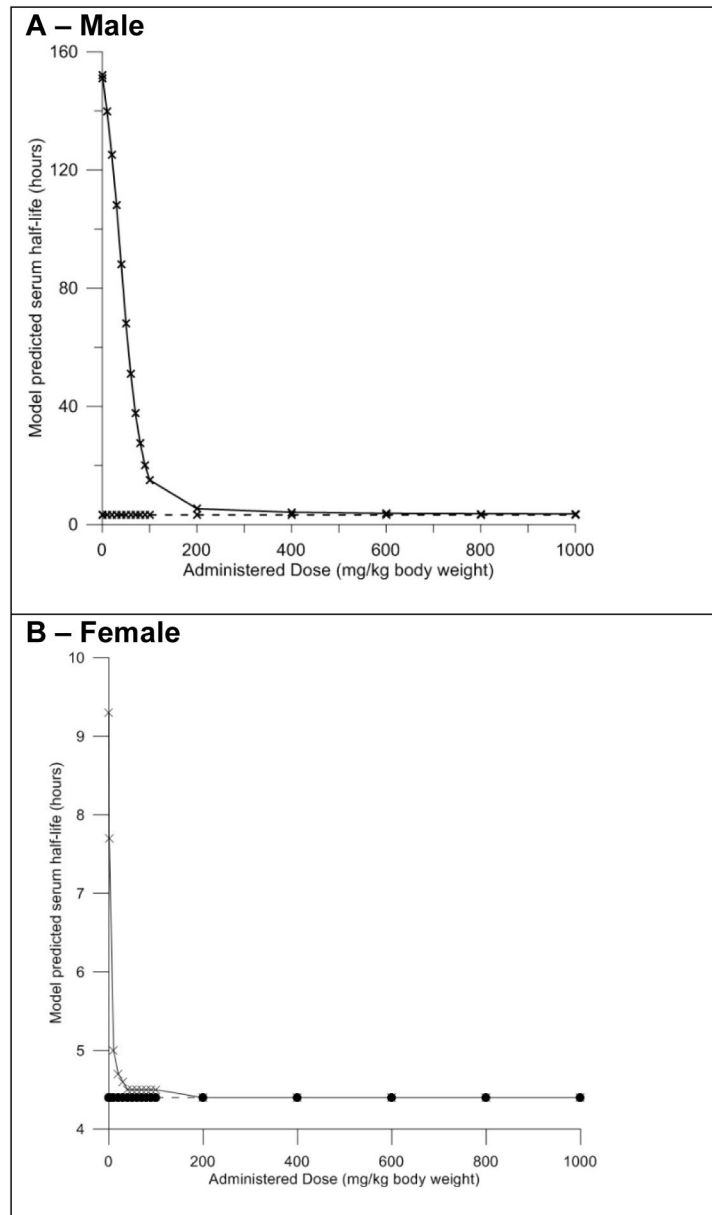 A – Male
160
120
80
40
0
Model predicted serum half-life (hours)
0 200 400 600 800 1000
Administered Dose (mg/kg body weight)
B – Female
10
9
8
7
6
5
4
Model predicted serum half-life (hours)
0 200 400 600 800 1000
Administered Dose (mg/kg body weight)